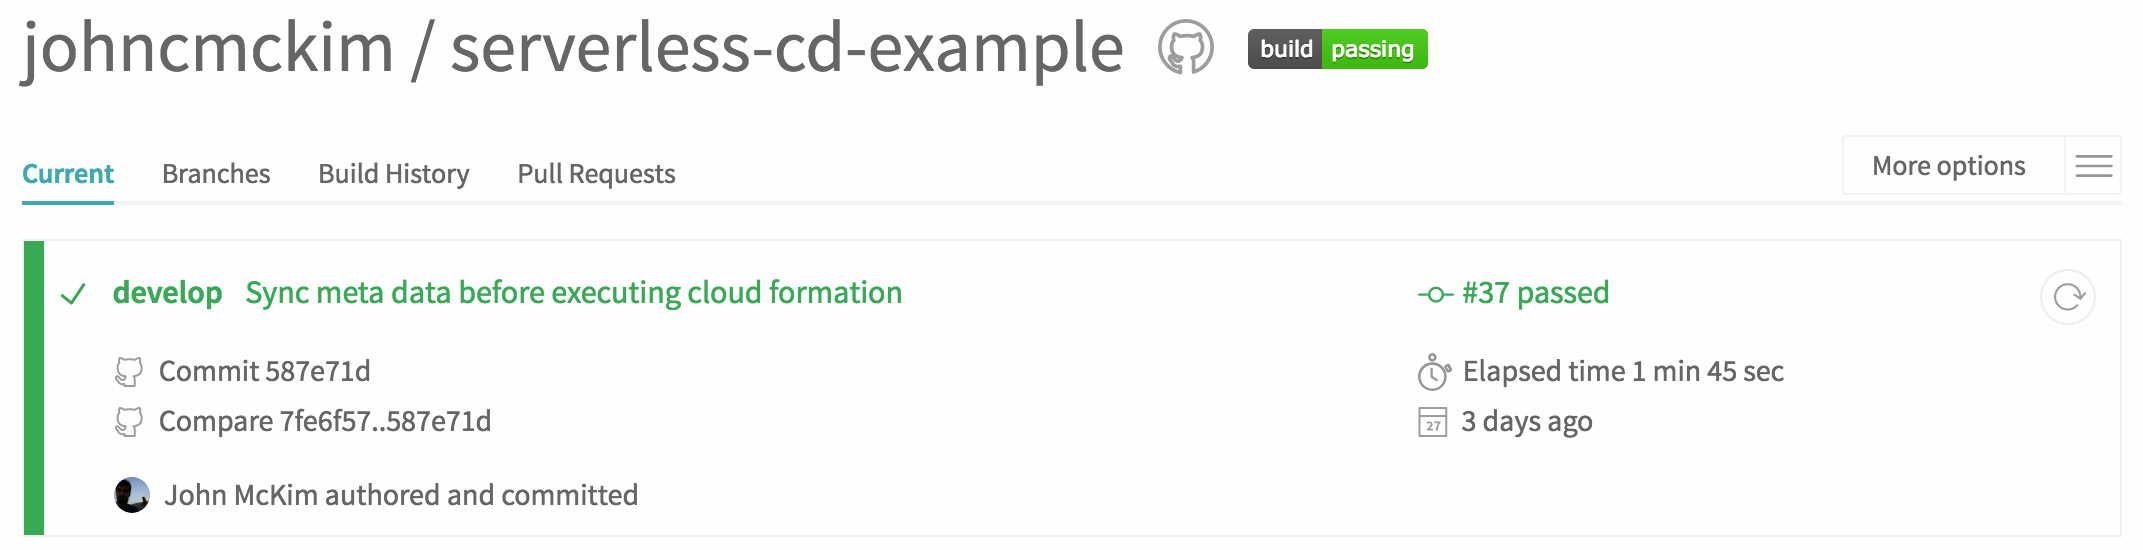 johncmckim / serverless-cd-example build passing
Current Branches Build History Pull Requests More options
develop Sync meta data before executing cloud formation #37 passed
Commit 587e71d Elapsed time 1 min 45 sec
Compare 7fe6f57..587e71d 27 3 days ago
John McKim authored and committed